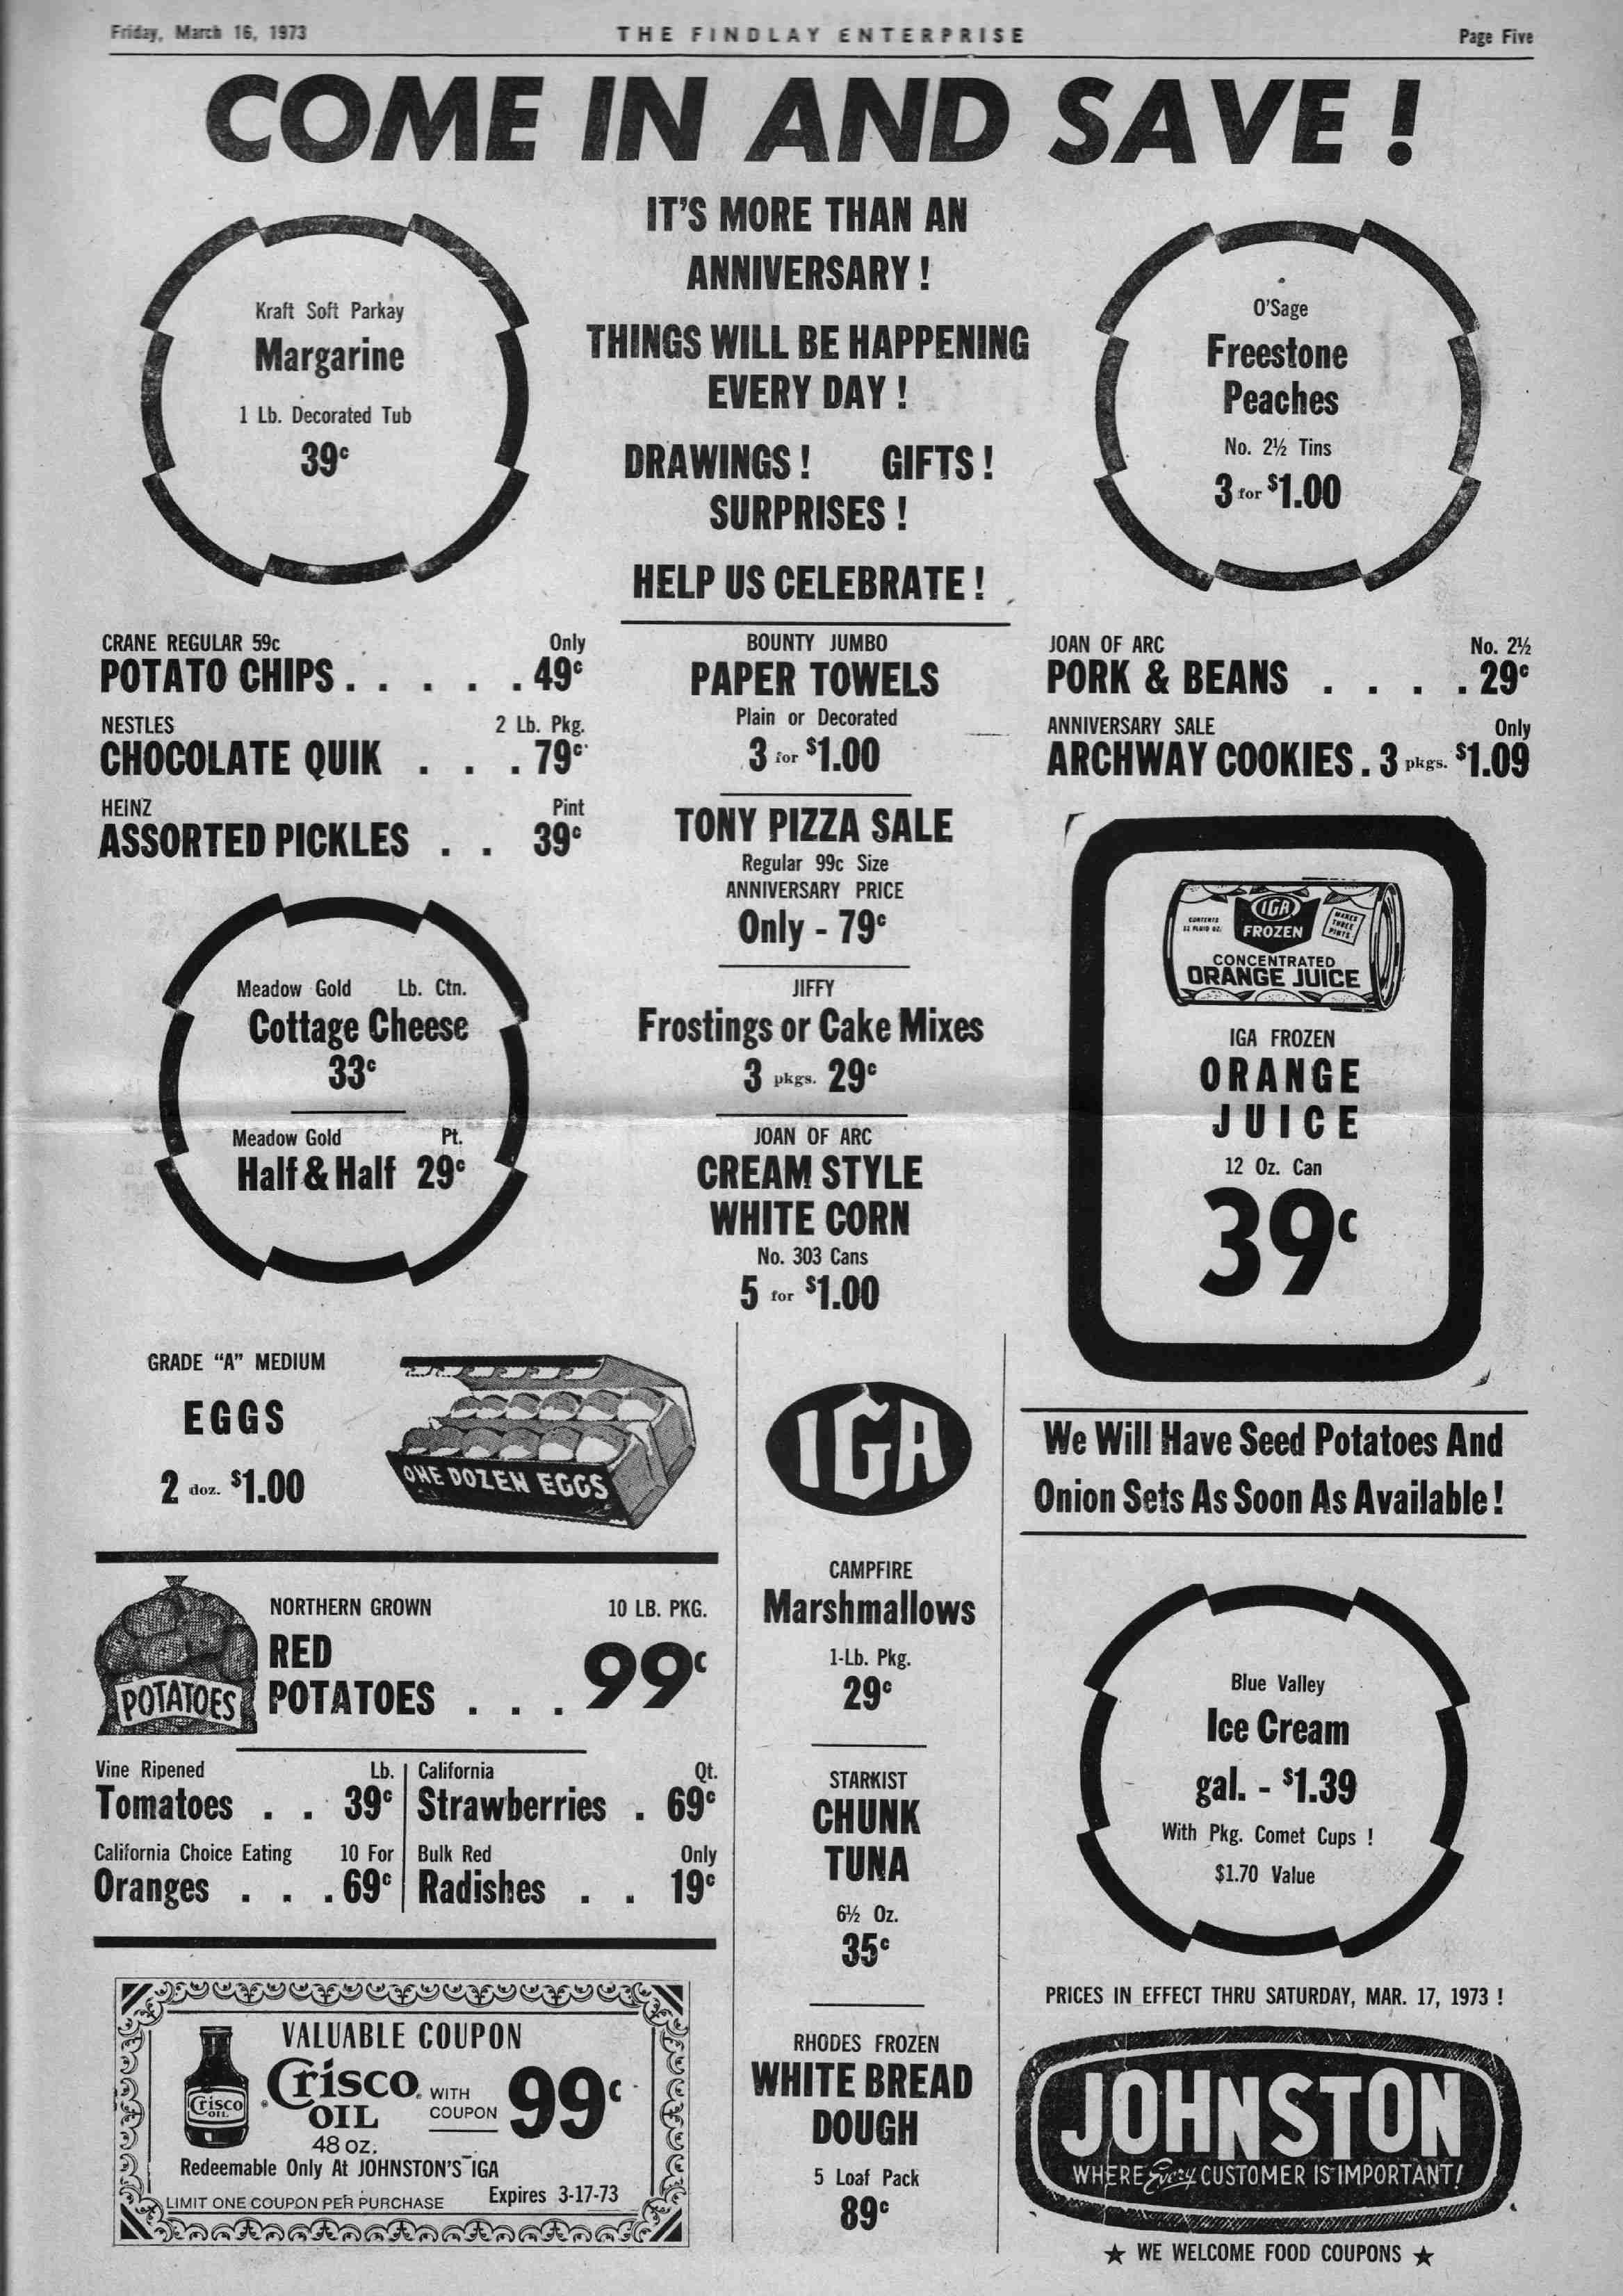 Friday, March 16, 1973
THE FINDLAY ENTERPRISE
Page Five
COME IN AND SAVE !
Kraft Soft Parkay
Margarine
1 Lb. Decorated Tub
39c
IT'S MORE THAN AN
ANNIVERSARY !
THINGS WILL BE HAPPENING
EVERY DAY !
DRAWINGS ! GIFTS !
SURPRISES !
HELP US CELEBRATE !
O'Sage
Freestone
Peaches
No. 2½ Tins
3 for $1.00
CRANE REGULAR 59c Only
POTATO CHIPS . . . . . . 49c
NESTLES 2 Lb. Pkg.
CHOCOLATE QUIK . . . 79c
HEINZ Pint
ASSORTED PICKLES . . 39c
BOUNTY JUMBO
PAPER TOWELS
Plain or Decorated
3 for $1.00
JOAN OF ARC No. 2½
PORK & BEANS . . . . 29c
ANNIVERSARY SALE Only
ARCHWAY COOKIES . 3 pkgs. $1.09
TONY PIZZA SALE
Regular 99c Size
ANNIVERSARY PRICE
Only - 79c
Meadow Gold Lb. Ctn.
Cottage Cheese
33c
Meadow Gold Pt.
Half & Half 29c
JIFFY
Frostings or Cake Mixes
3 pkgs. 29c
JOAN OF ARC
CREAM STYLE
WHITE CORN
No. 303 Cans
5 for $1.00
CONTENTS
12 FLUID OZ.
IGA
FROZEN
MAKES
THREE
PINTS
CONCENTRATED
ORANGE JUICE
IGA FROZEN
ORANGE
JUICE
12 Oz. Can
39c
GRADE "A" MEDIUM
EGGS
2 doz. $1.00
ONE DOZEN EGGS
IGA
We Will Have Seed Potatoes And
Onion Sets As Soon As Available !
POTATOES
NORTHERN GROWN 10 LB. PKG.
RED
POTATOES . . . 99c
Vine Ripened Lb.
Tomatoes . . 39c
California Qt.
Strawberries . 69c
California Choice Eating 10 For
Oranges . . . 69c
Bulk Red Only
Radishes . . 19c
CAMPFIRE
Marshmallows
1-Lb. Pkg.
29c
STARKIST
CHUNK
TUNA
6½ Oz.
35c
RHODES FROZEN
WHITE BREAD
DOUGH
5 Loaf Pack
89c
Blue Valley
Ice Cream
gal. - $1.39
With Pkg. Comet Cups !
$1.70 Value
VALUABLE COUPON
Crisco
OIL
Crisco
OIL
WITH
COUPON
99c
48 OZ.
Redeemable Only At JOHNSTON'S IGA
LIMIT ONE COUPON PER PURCHASE
Expires 3-17-73
PRICES IN EFFECT THRU SATURDAY, MAR. 17, 1973 !
JOHNSTON
WHERE Every CUSTOMER IS IMPORTANT!
★ WE WELCOME FOOD COUPONS ★